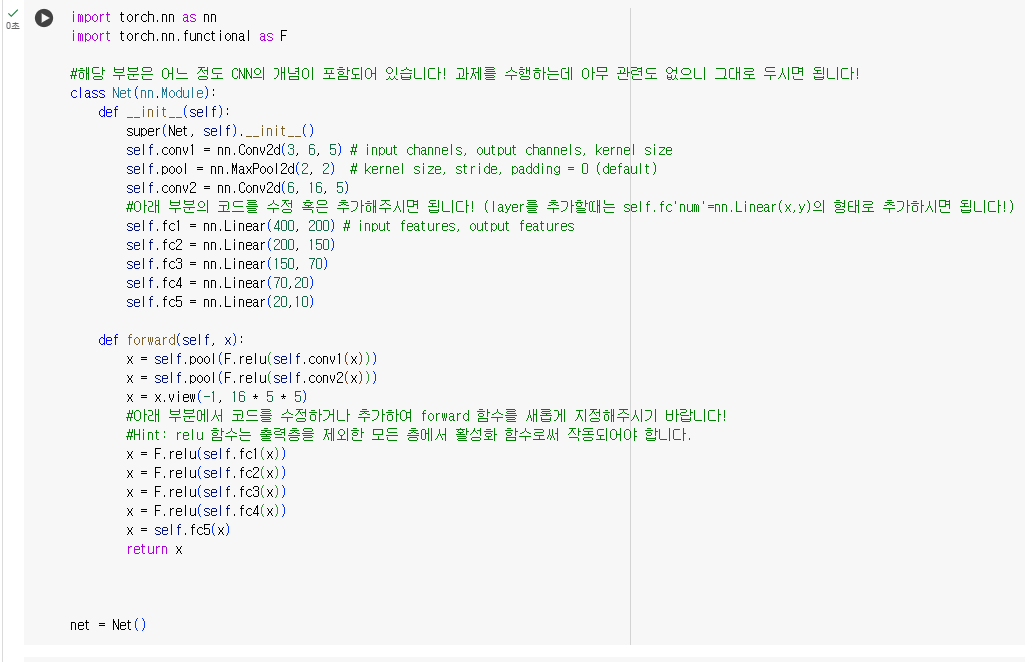 0초
import torch.nn as nn
import torch.nn.functional as F
#해당 부분은 어느 정도 CNN의 개념이 포함되어 있습니다! 과제를 수행하는데 아무 관련도 없으니 그대로 두시면 됩니다!
class Net(nn.Module):
    def __init__(self):
        super(Net, self).__init__()
        self.conv1 = nn.Conv2d(3, 6, 5) # input channels, output channels, kernel size
        self.pool = nn.MaxPool2d(2, 2)  # kernel size, stride, padding = 0 (default)
        self.conv2 = nn.Conv2d(6, 16, 5)
        #아래 부분의 코드를 수정 혹은 추가해주시면 됩니다! (layer를 추가할때는 self.fc'num'=nn.Linear(x,y)의 형태로 추가하시면 됩니다!)
        self.fc1 = nn.Linear(400, 200) # input features, output features
        self.fc2 = nn.Linear(200, 150)
        self.fc3 = nn.Linear(150, 70)
        self.fc4 = nn.Linear(70,20)
        self.fc5 = nn.Linear(20,10)
    def forward(self, x):
        x = self.pool(F.relu(self.conv1(x)))
        x = self.pool(F.relu(self.conv2(x)))
        x = x.view(-1, 16 * 5 * 5)
        #아래 부분에서 코드를 수정하거나 추가하여 forward 함수를 새롭게 지정해주시기 바랍니다!
        #Hint: relu 함수는 출력층을 제외한 모든 층에서 활성화 함수로써 작동되어야 합니다.
        x = F.relu(self.fc1(x))
        x = F.relu(self.fc2(x))
        x = F.relu(self.fc3(x))
        x = F.relu(self.fc4(x))
        x = self.fc5(x)
        return x
net = Net()